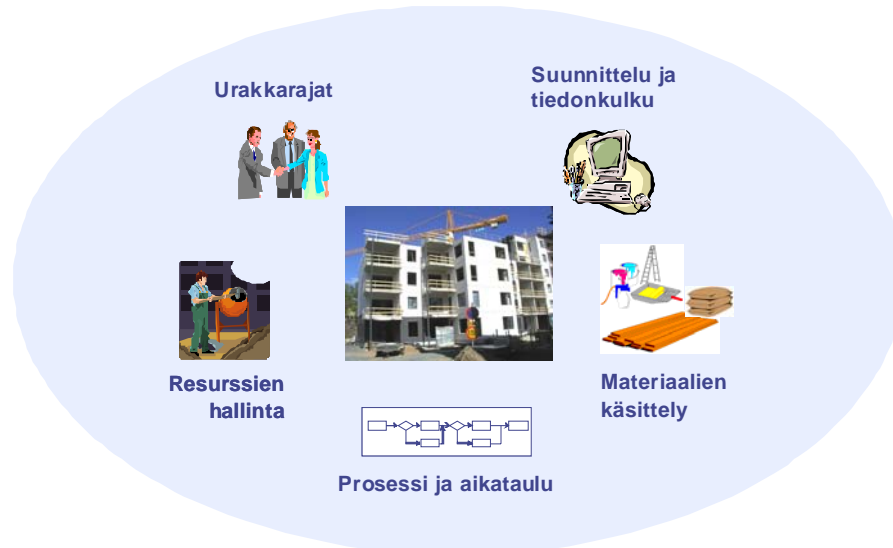 Urakkarajat
Suunnittelu ja
tiedonkulku
Resurssien
hallinta
Materiaalien
käsittely
Prosessi ja aikataulu